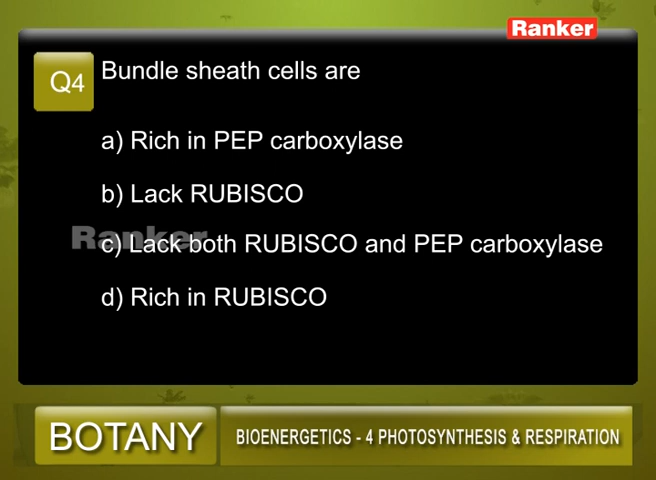 Ranker
Q4 Bundle sheath cells are
a) Rich in PEP carboxylase
b) Lack RUBISCO
Ranker
c) Lack both RUBISCO and PEP carboxylase
d) Rich in RUBISCO
BOTANY
BIOENERGETICS - 4 PHOTOSYNTHESIS & RESPIRATION